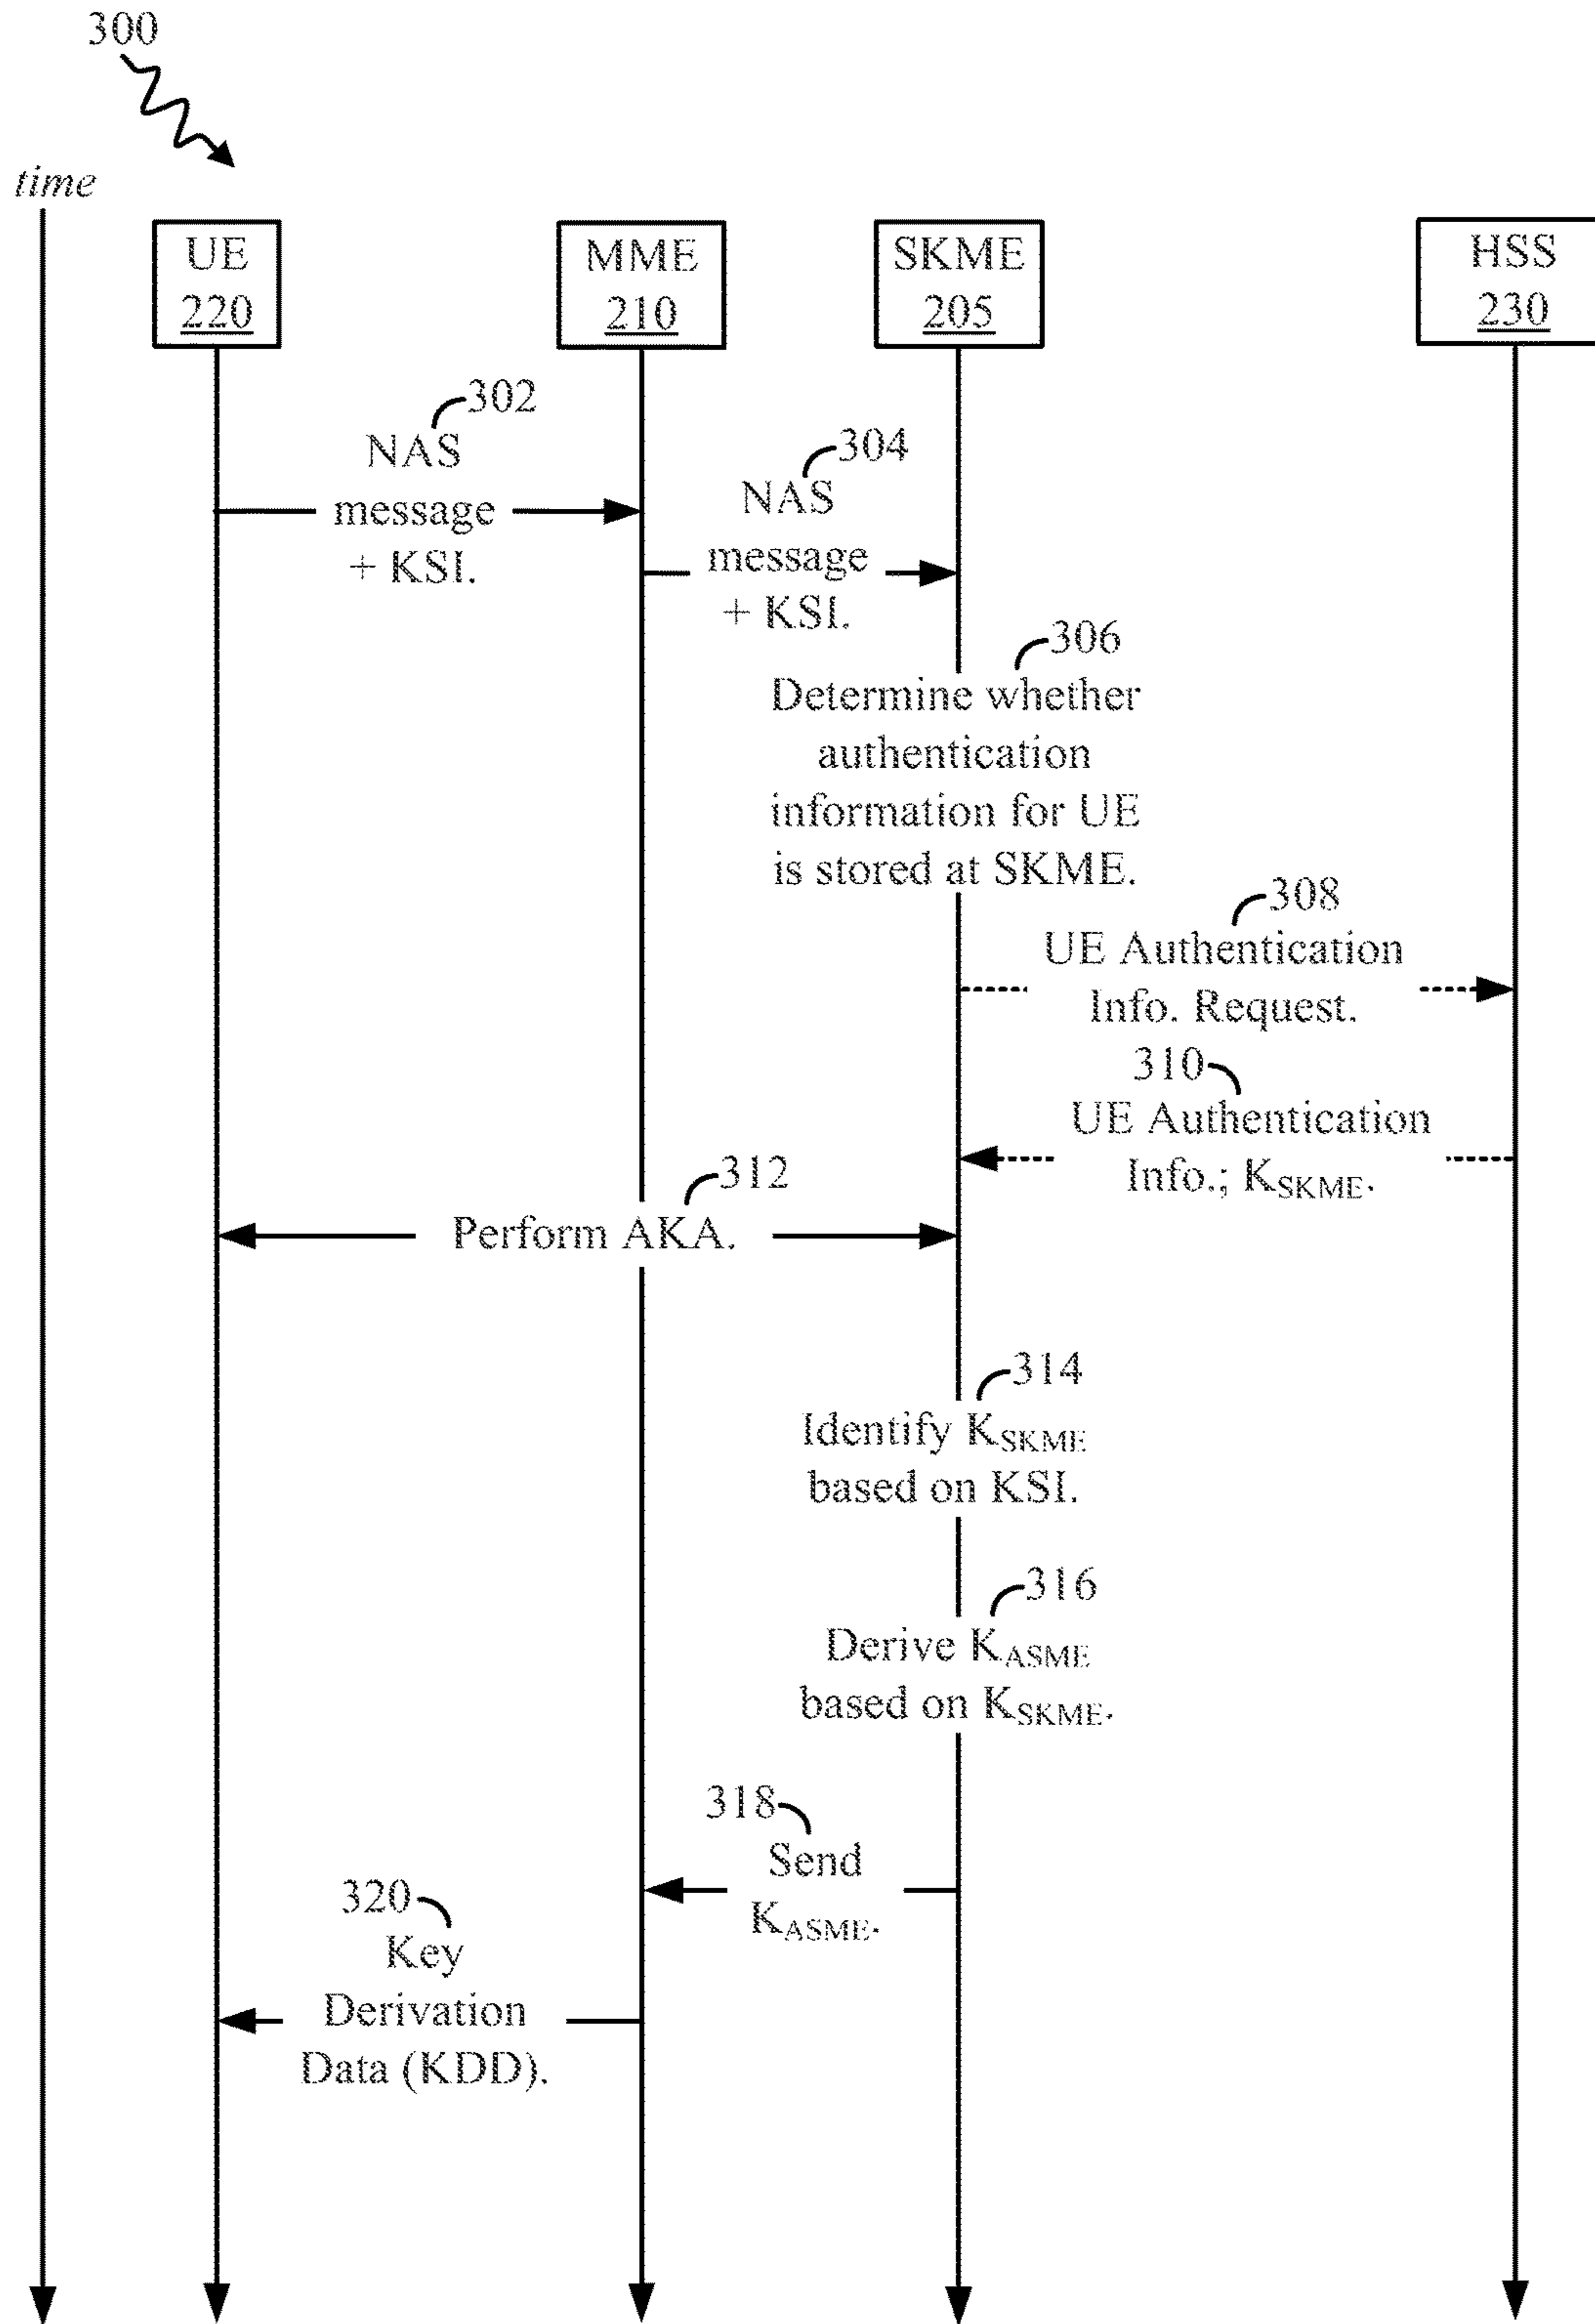 300
time
UE
220
MME
210
SKME
205
HSS
230
302
NAS
message
+ KSI.
304
NAS
message
+ KSI.
306
Determine whether
authentication
information for UE
is stored at SKME.
308
UE Authentication
Info. Request.
310
UE Authentication
Info.; KSKME.
312
Perform AKA.
314
Identify KSKME
based on KSI.
316
Derive KASME
based on KSKME.
318
Send
KASME.
320
Key
Derivation
Data (KDD).